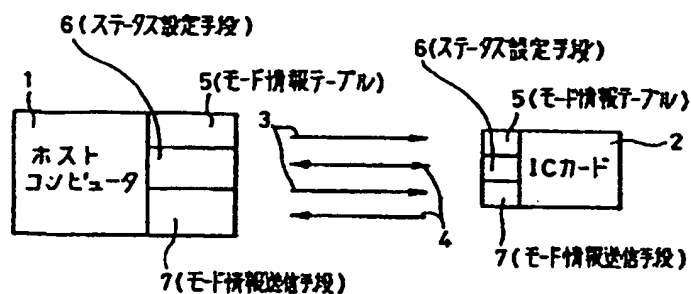 6(ステータス設定手段)
5(モード情報テーブル)
1
3
ホスト
コンピュータ
7(モード情報送信手段)
4
6(ステータス設定手段)
5(モード情報テーブル)
2
ICカード
7(モード情報送信手段)